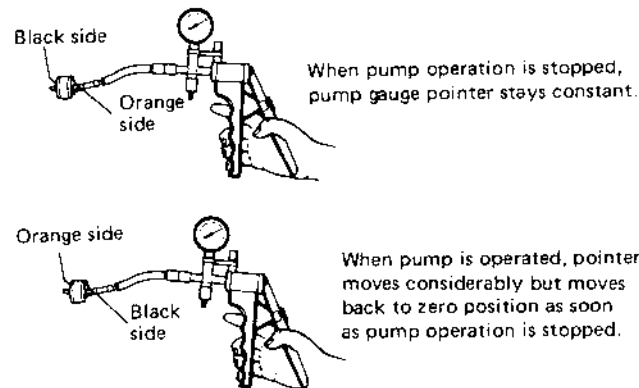 Black side
Orange
side
When pump operation is stopped,
pump gauge pointer stays constant.
Orange side
Black
side
When pump is operated, pointer
moves considerably but moves
back to zero position as soon
as pump operation is stopped.